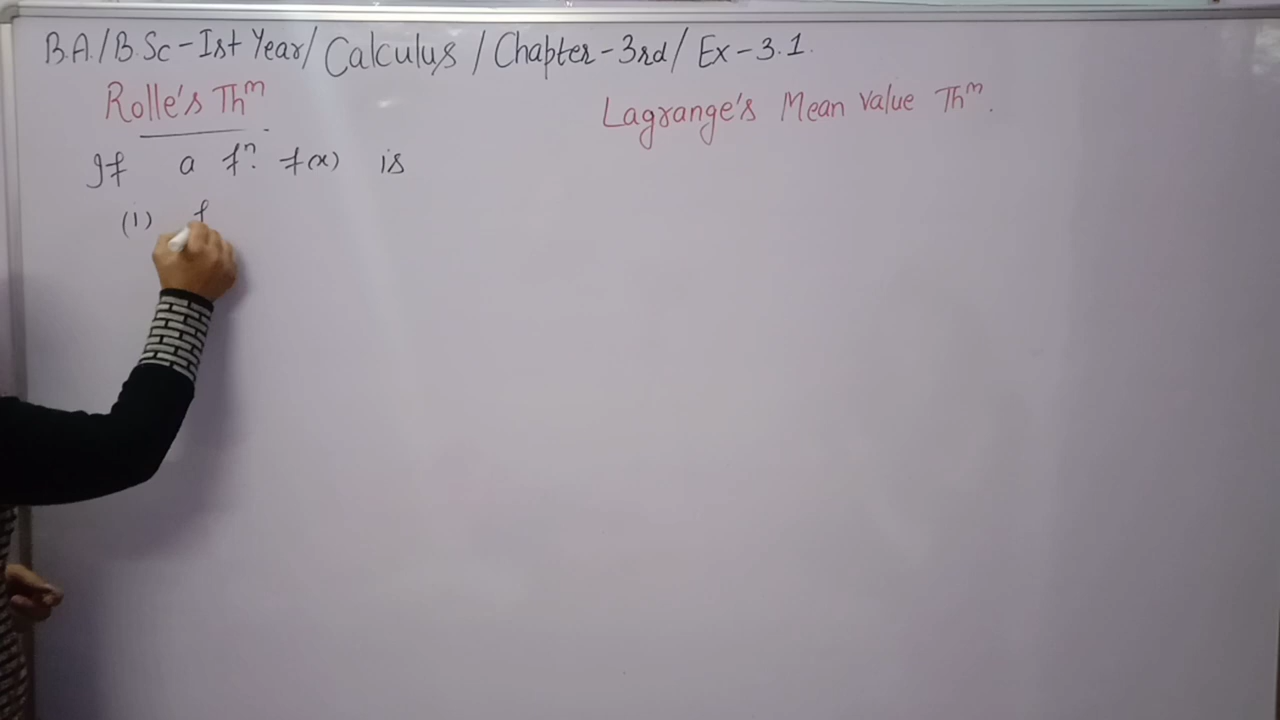 B.A./B.Sc-Ist Year/ Calculus / Chapter-3rd/ Ex-3.1.
Rolle's Thm
Lagrange's Mean Value Thm.
If a fn. f(x) is
(1) f